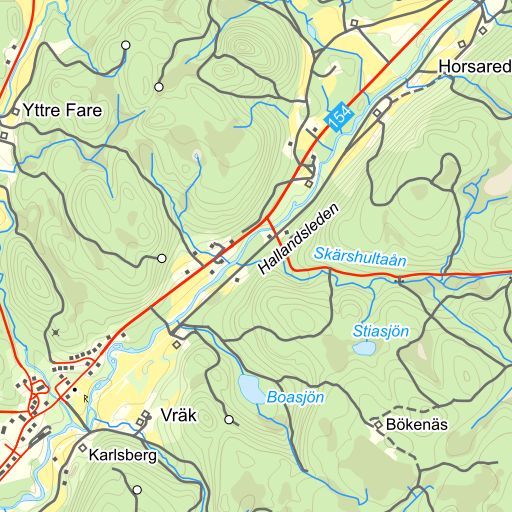 Horsared
Yttre Fare
154
Hallandsleden
Skärshultaån
Stiasjön
Boasjön
Vräk
Bökenäs
Karlsberg
R